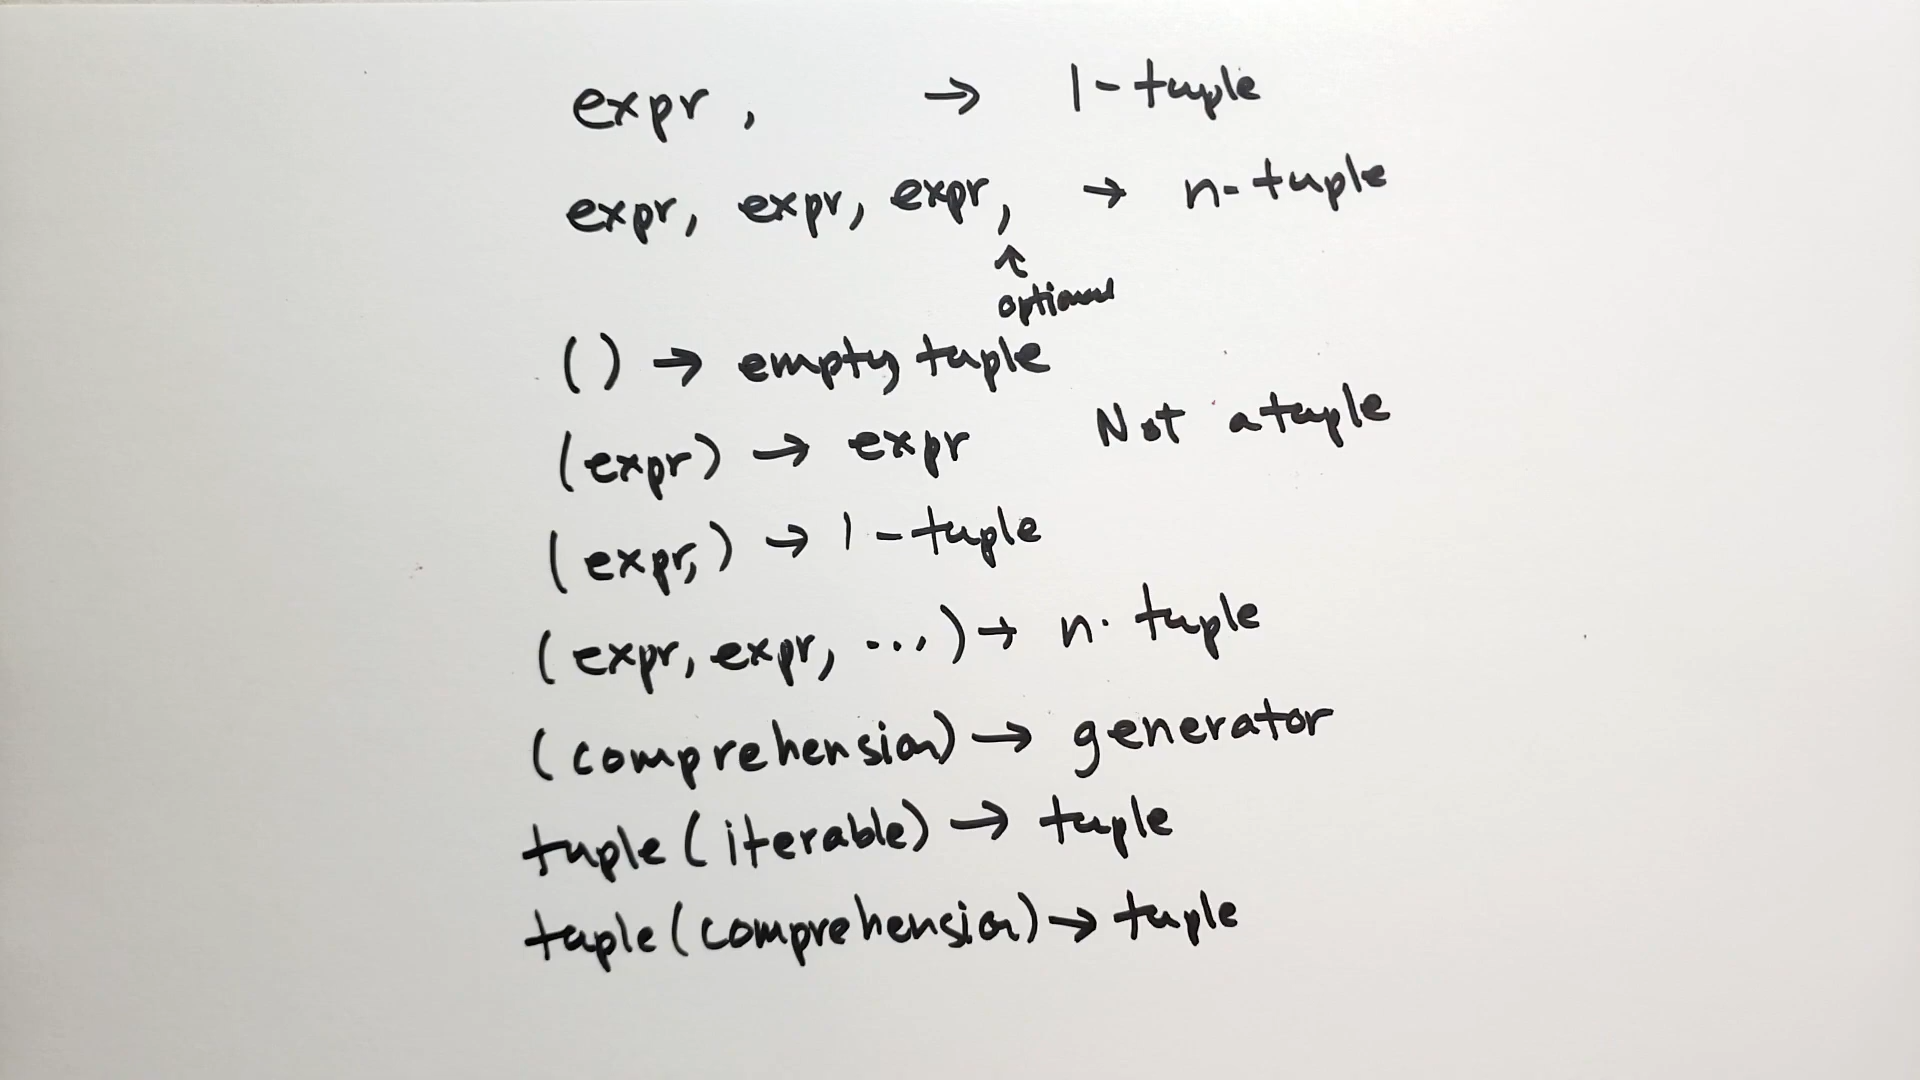 expr, → 1-tuple
expr, expr, expr, → n-tuple
↑
optional
() → empty tuple
(expr) → expr Not a tuple
(expr,) → 1-tuple
(expr, expr, ...) → n-tuple
(comprehension) → generator
tuple(iterable) → tuple
tuple(comprehension) → tuple